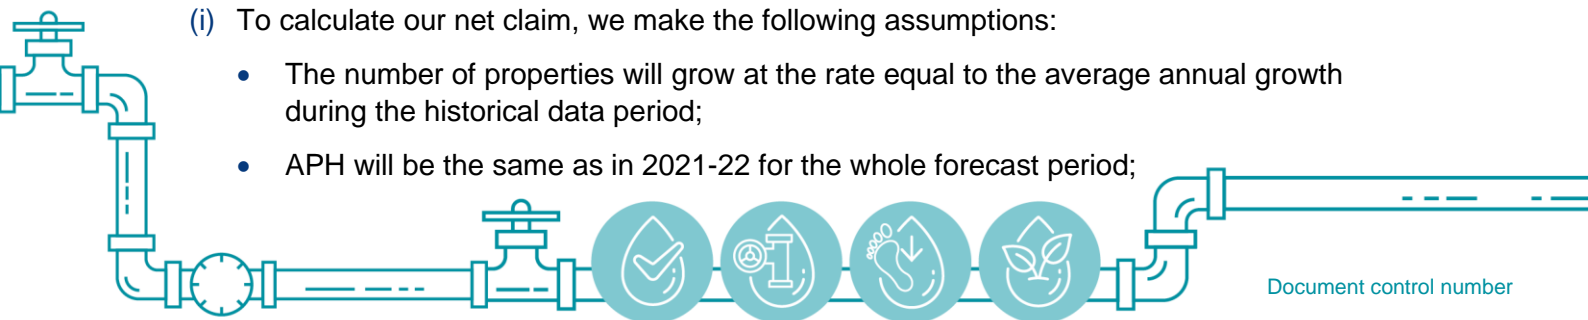 (i) To calculate our net claim, we make the following assumptions:
• The number of properties will grow at the rate equal to the average annual growth
during the historical data period;
• APH will be the same as in 2021-22 for the whole forecast period;
Document control number